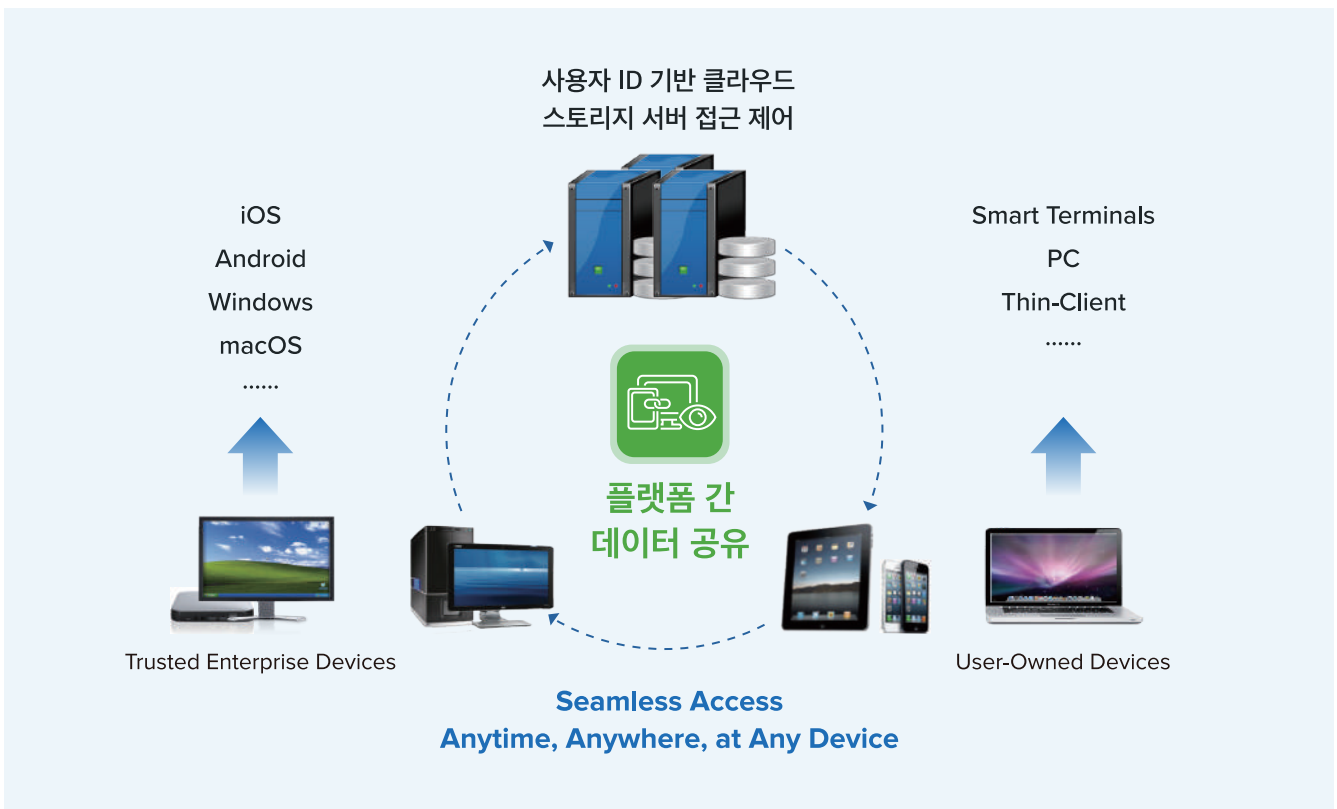 사용자 ID 기반 클라우드
스토리지 서버 접근 제어
iOS
Android
Windows
macOS
......
Smart Terminals
PC
Thin-Client
......
플랫폼 간
데이터 공유
Trusted Enterprise Devices
User-Owned Devices
Seamless Access
Anytime, Anywhere, at Any Device